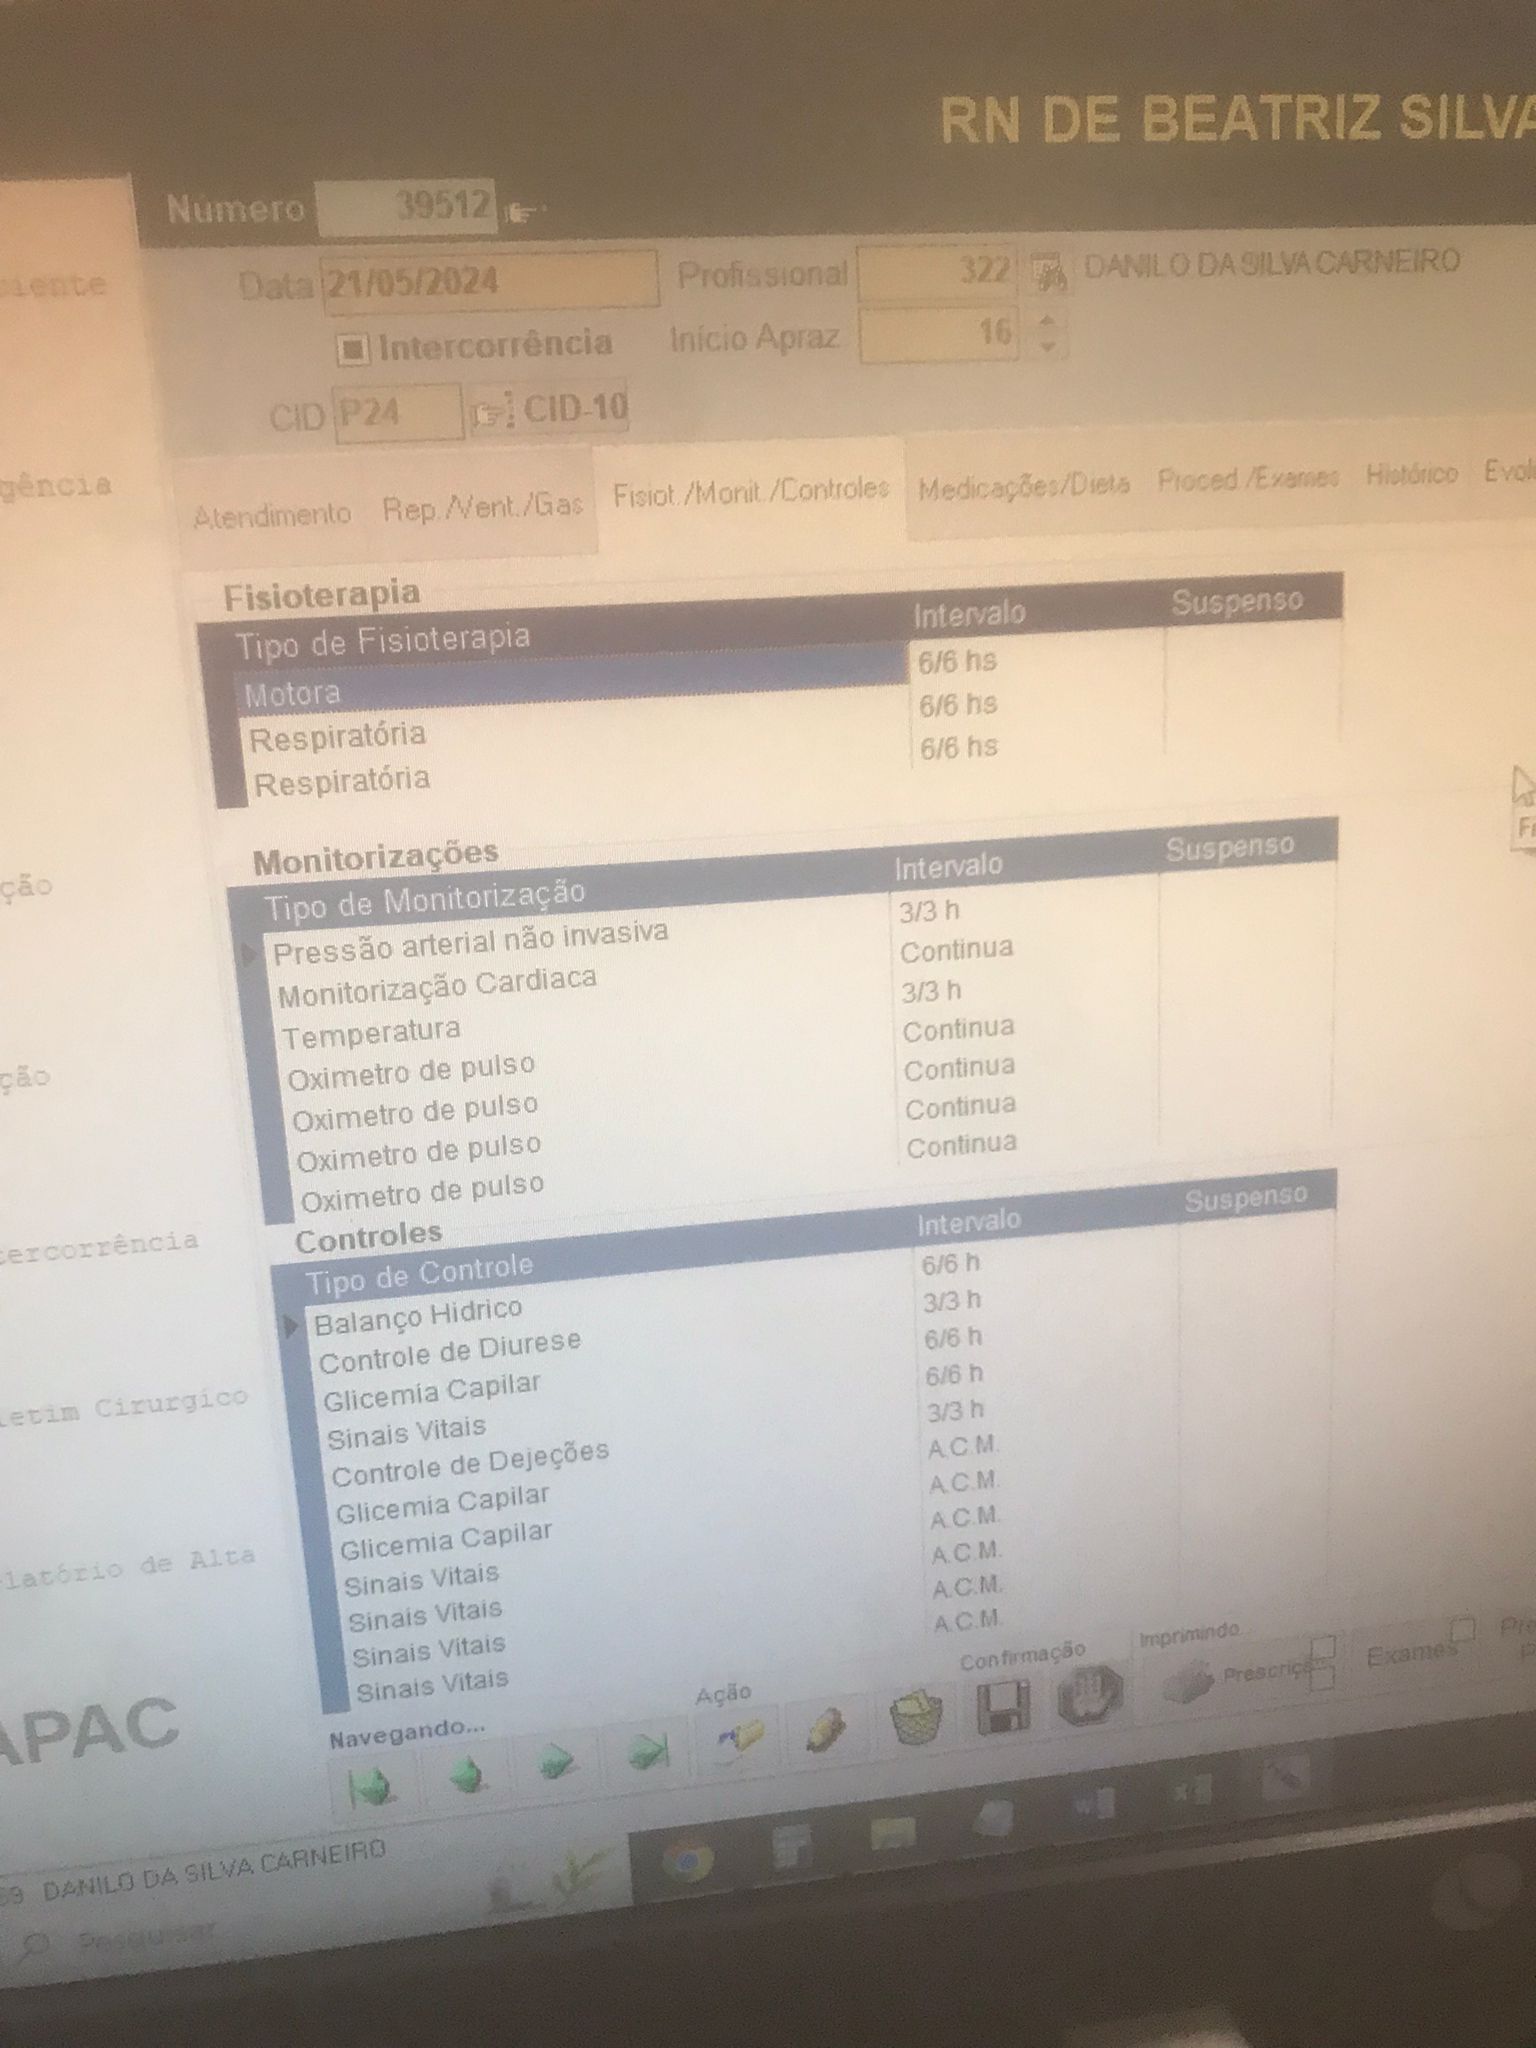 RN DE BEATRIZ SILVA
Número 39512
Data 21/05/2024 Profissional 322 DANILO DA SILVA CARNEIRO
Intercorrência Início Apraz 16
CID P24 CID-10
gência
Atendimento Rep./Vent./Gas Fisiot./Monit./Controles Medicações/Dieta Proced./Exames Histórico
Fisioterapia
Tipo de Fisioterapia Intervalo Suspenso
Motora 6/6 hs
Respiratória 6/6 hs
Respiratória 6/6 hs
Monitorizações
ção
Tipo de Monitorização Intervalo Suspenso
Pressão arterial não invasiva 3/3 h
Monitorização Cardiaca Continua
Temperatura 3/3 h
ção
Oximetro de pulso Continua
Oximetro de pulso Continua
Oximetro de pulso Continua
Oximetro de pulso Continua
Controles
tercorrência
Tipo de Controle Intervalo Suspenso
Balanço Hidrico 6/6 h
Controle de Diurese 3/3 h
Glicemia Capilar 6/6 h
letim Cirurgico
Sinais Vitais 6/6 h
Controle de Dejeções 3/3 h
Glicemia Capilar A.C.M.
Glicemia Capilar A.C.M.
latório de Alta
Sinais Vitais A.C.M.
Sinais Vitais A.C.M.
Sinais Vitais A.C.M.
Sinais Vitais A.C.M.
APAC
Navegando... Ação Confirmação Imprimindo...
Exames
69 DANILO DA SILVA CARNEIRO
Pesquisar